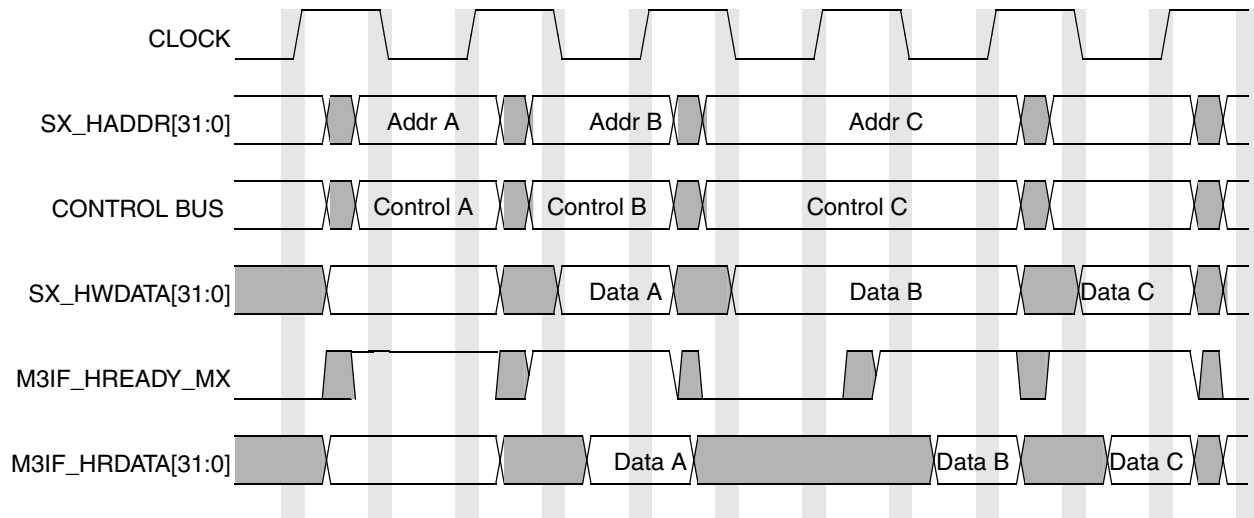 CLOCK
SX_HADDR[31:0] Addr A Addr B Addr C
CONTROL BUS Control A Control B Control C
SX_HWDATA[31:0] Data A Data B Data C
M3IF_HREADY_MX
M3IF_HRDATA[31:0] Data A Data B Data C